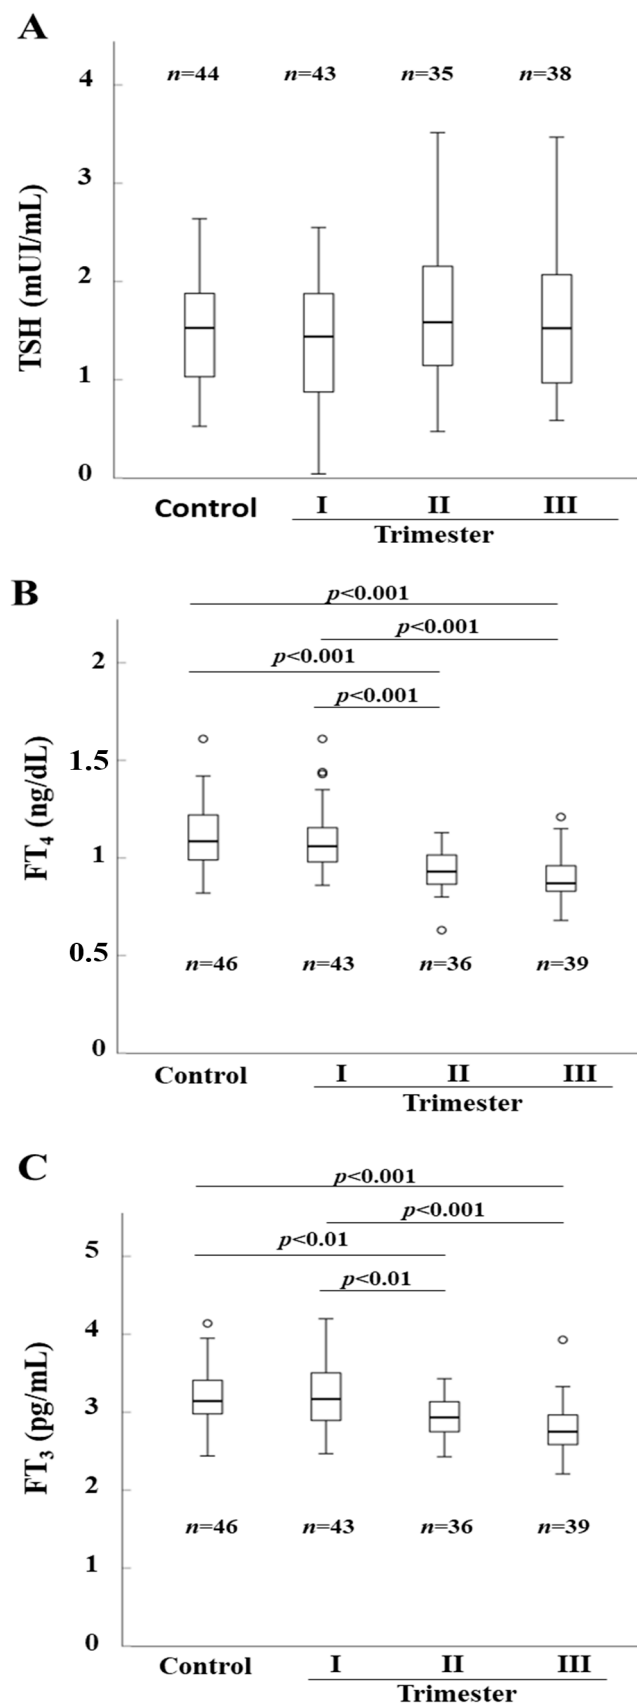 A
TSH (mUI/mL)
4
3
2
1
0
n=44 n=43 n=35 n=38
Control I II III
Trimester
B
FT4 (ng/dL)
p<0.001
p<0.001
p<0.001
p<0.001
2
1.5
1
0.5
0
n=46 n=43 n=36 n=39
Control I II III
Trimester
C
FT3 (pg/mL)
p<0.001
p<0.001
p<0.01
p<0.01
5
4
3
2
1
0
n=46 n=43 n=36 n=39
Control I II III
Trimester